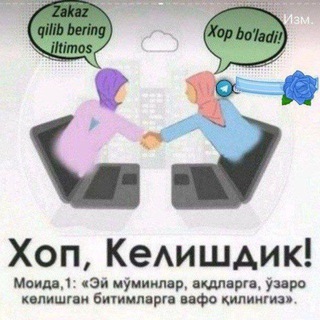 Zakaz
qilib bering
iltimos
Изм.
Xop bo'ladi!
Хоп, Келишдик!
Моида,1: «Эй мўминлар, ақдларга, ўзаро
келишган битимларга вафо қилингиз».